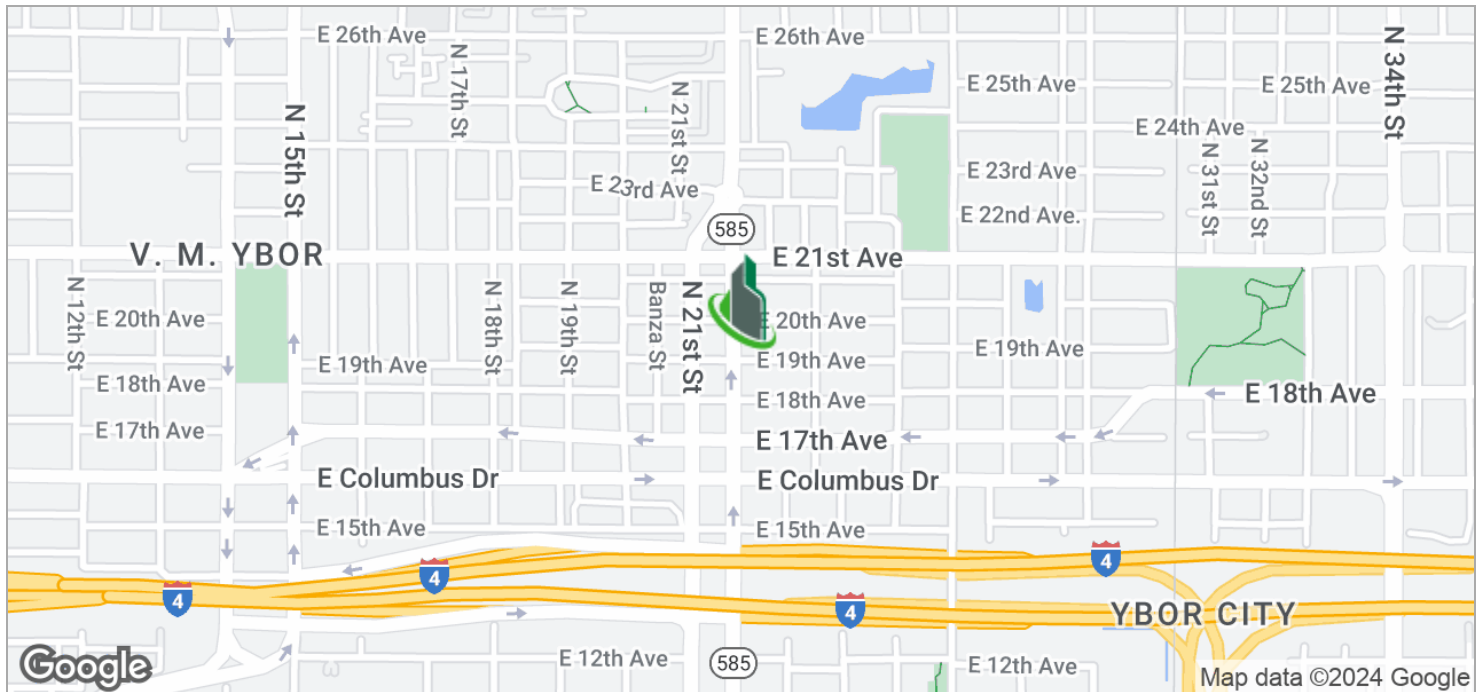 E 26th Ave
E 26th Ave
N 17th St
N 34th St
E 25th Ave
E 25th Ave
N 21st St
N 15th St
E 24th Ave
E 23rd Ave
N 31st St
N 32nd St
E 23rd Ave
E 22nd Ave.
585
V. M. YBOR
E 21st Ave
N 12th St
E 20th Ave
N 18th St
N 19th St
Banza St
N 21st St
E 20th Ave
E 19th Ave
E 19th Ave
E 19th Ave
E 18th Ave
E 18th Ave
E 18th Ave
E 17th Ave
E 17th Ave
E Columbus Dr
E Columbus Dr
E 15th Ave
E 15th Ave
4
4
4
4
YBOR CITY
E 12th Ave
585
E 12th Ave
Google
Map data ©2024 Google